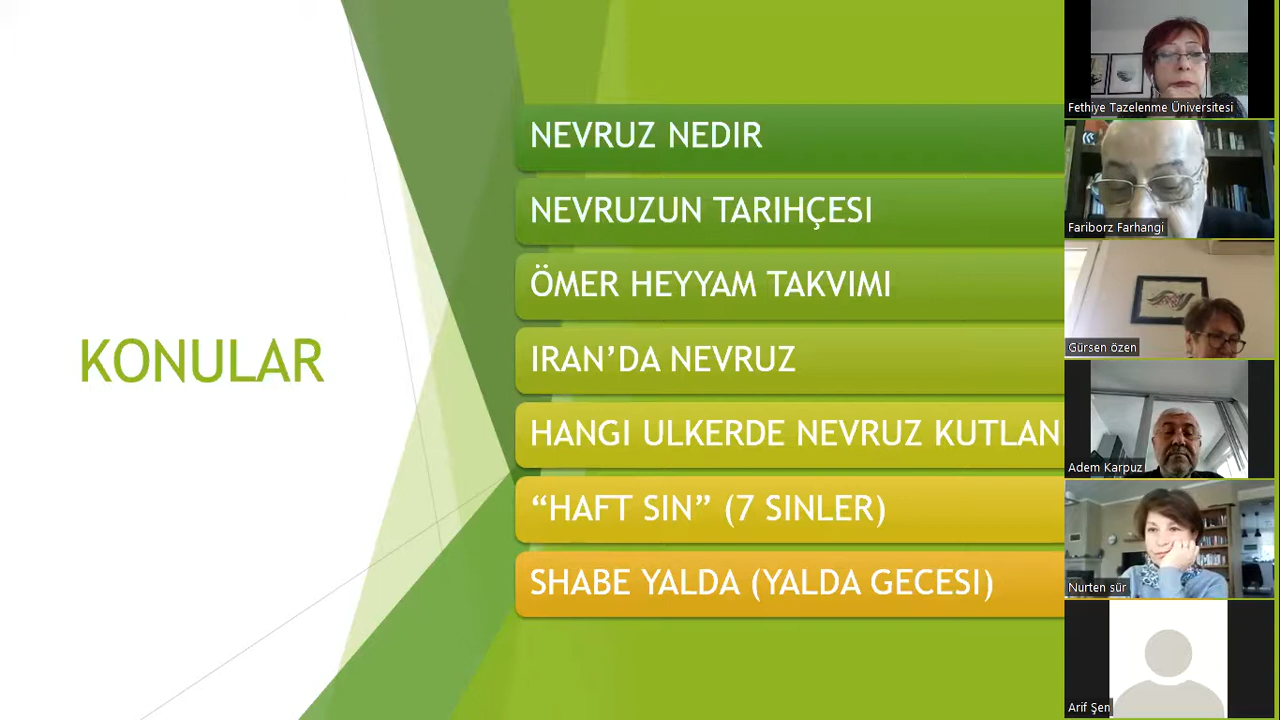 KONULAR
NEVRUZ NEDIR
NEVRUZUN TARIHÇESI
ÖMER HEYYAM TAKVIMI
IRAN’DA NEVRUZ
HANGI ULKERDE NEVRUZ KUTLAN
“HAFT SIN” (7 SINLER)
SHABE YALDA (YALDA GECESI)
Fethiye Tazelenme Üniversitesi
Fariborz Farhangi
Gürsen özen
Adem Karpuz
Nurten sür
Arif Şen